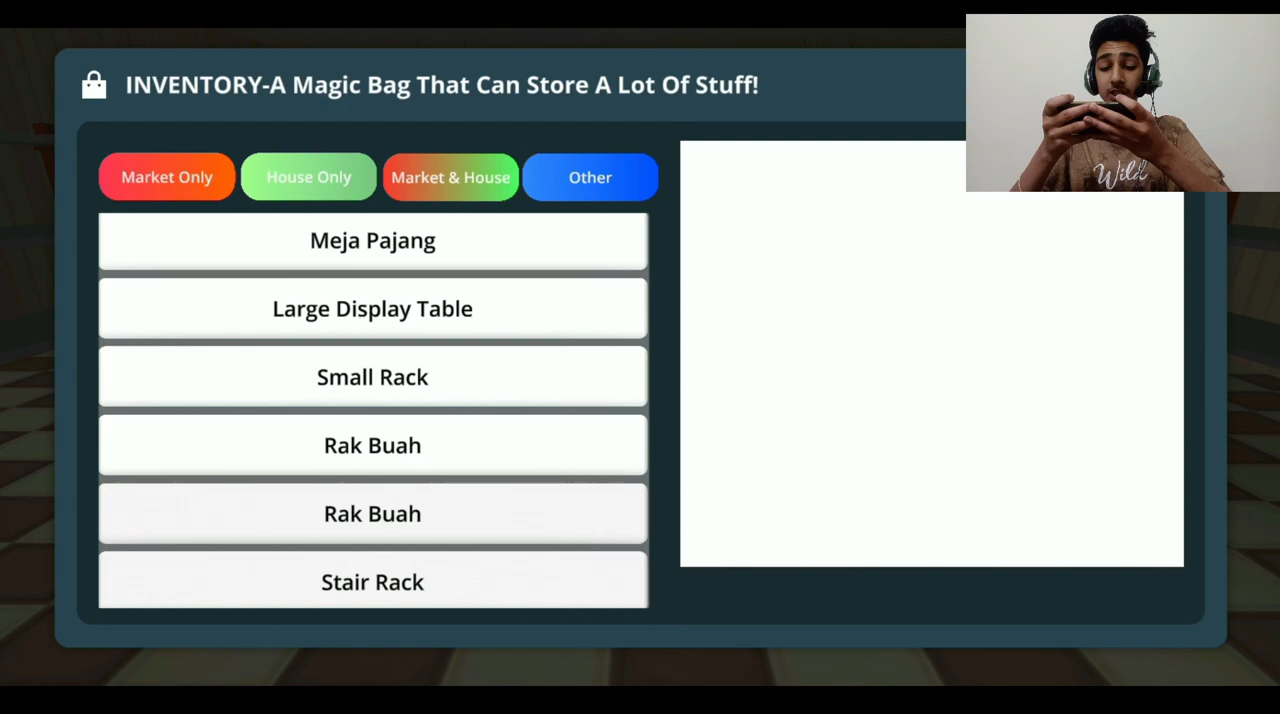 INVENTORY-A Magic Bag That Can Store A Lot Of Stuff!
Market Only
House Only
Market & House
Other
Meja Pajang
Large Display Table
Small Rack
Rak Buah
Rak Buah
Stair Rack
Wild